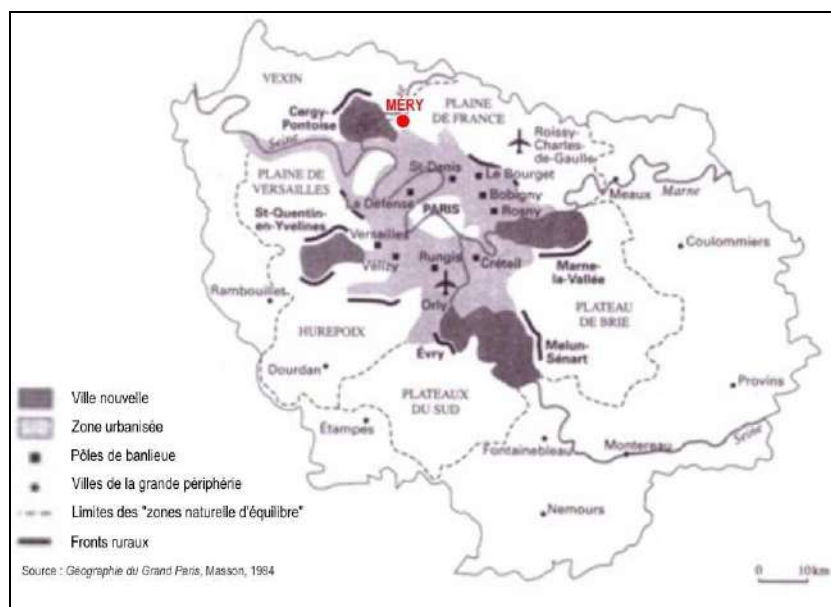 VEXIN
MÉRY
PLAINE
DE FRANCE
Cergy-
Pontoise
Roissy-
Charles-
de-Gaulle
Seine
St-Denis
Le Bourget
PLAINE DE
VERSAILLES
La Défense
Bobigny
Meaux
Marne
PARIS
Rosny
St-Quentin-
en-Yvelines
Versailles
Coulommiers
Vélizy
Rungis
Créteil
Marne-
la-Vallée
Rambouillet
Orly
PLATEAU
DE BRIE
HUREPOIX
Évry
Melun-
Sénart
Dourdan
Provins
PLATEAUX
DU SUD
Étampes
Seine
Fontainebleau
Montereau
Nemours
Ville nouvelle
Zone urbanisée
Pôles de banlieue
Villes de la grande périphérie
Limites des "zones naturelle d'équilibre"
Fronts ruraux
Source : Géographie du Grand Paris, Masson, 1984
0 10km